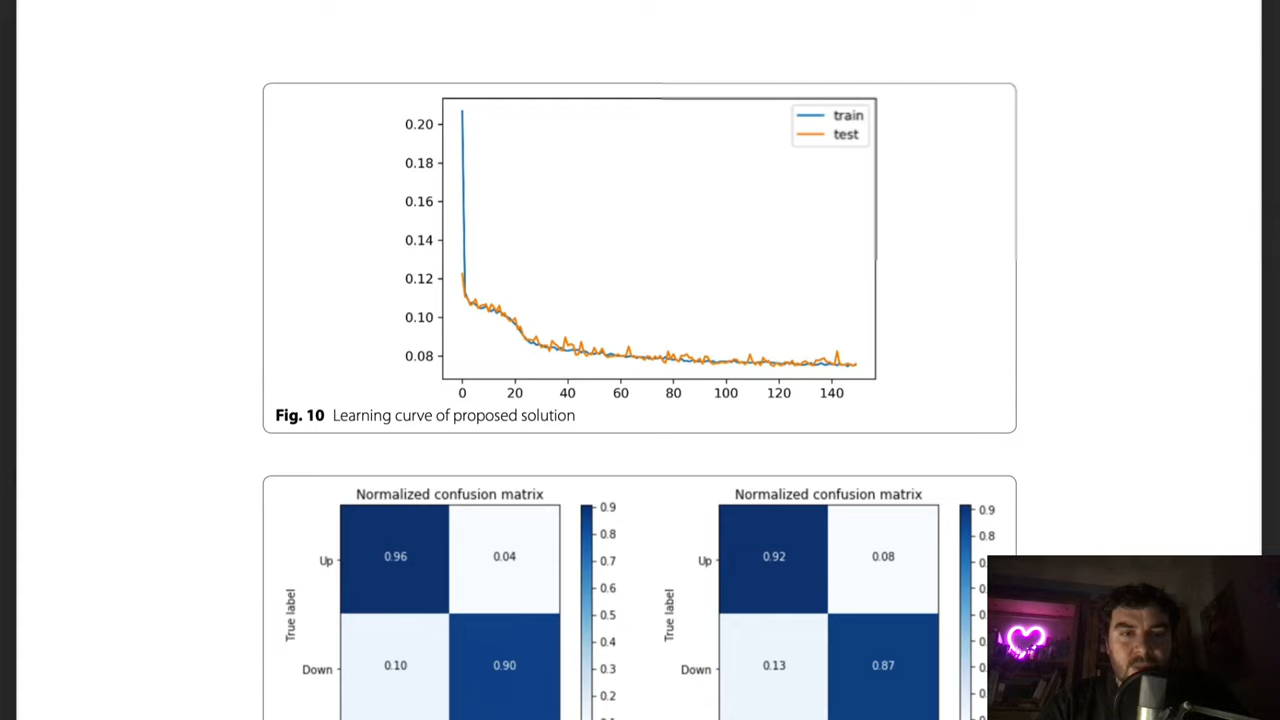 train
test
0.20
0.18
0.16
0.14
0.12
0.10
0.08
0 20 40 60 80 100 120 140
Fig. 10 Learning curve of proposed solution
Normalized confusion matrix
Up
Down
True label
0.96 0.04
0.10 0.90
0.9
0.8
0.7
0.6
0.5
0.4
0.3
0.2
Normalized confusion matrix
Up
Down
True label
0.92 0.08
0.13 0.87
0.9
0.8